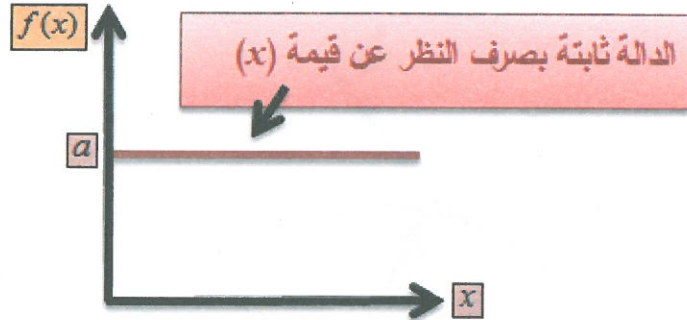 f(x)
الدالة ثابتة بصرف النظر عن قيمة (x)
a
x